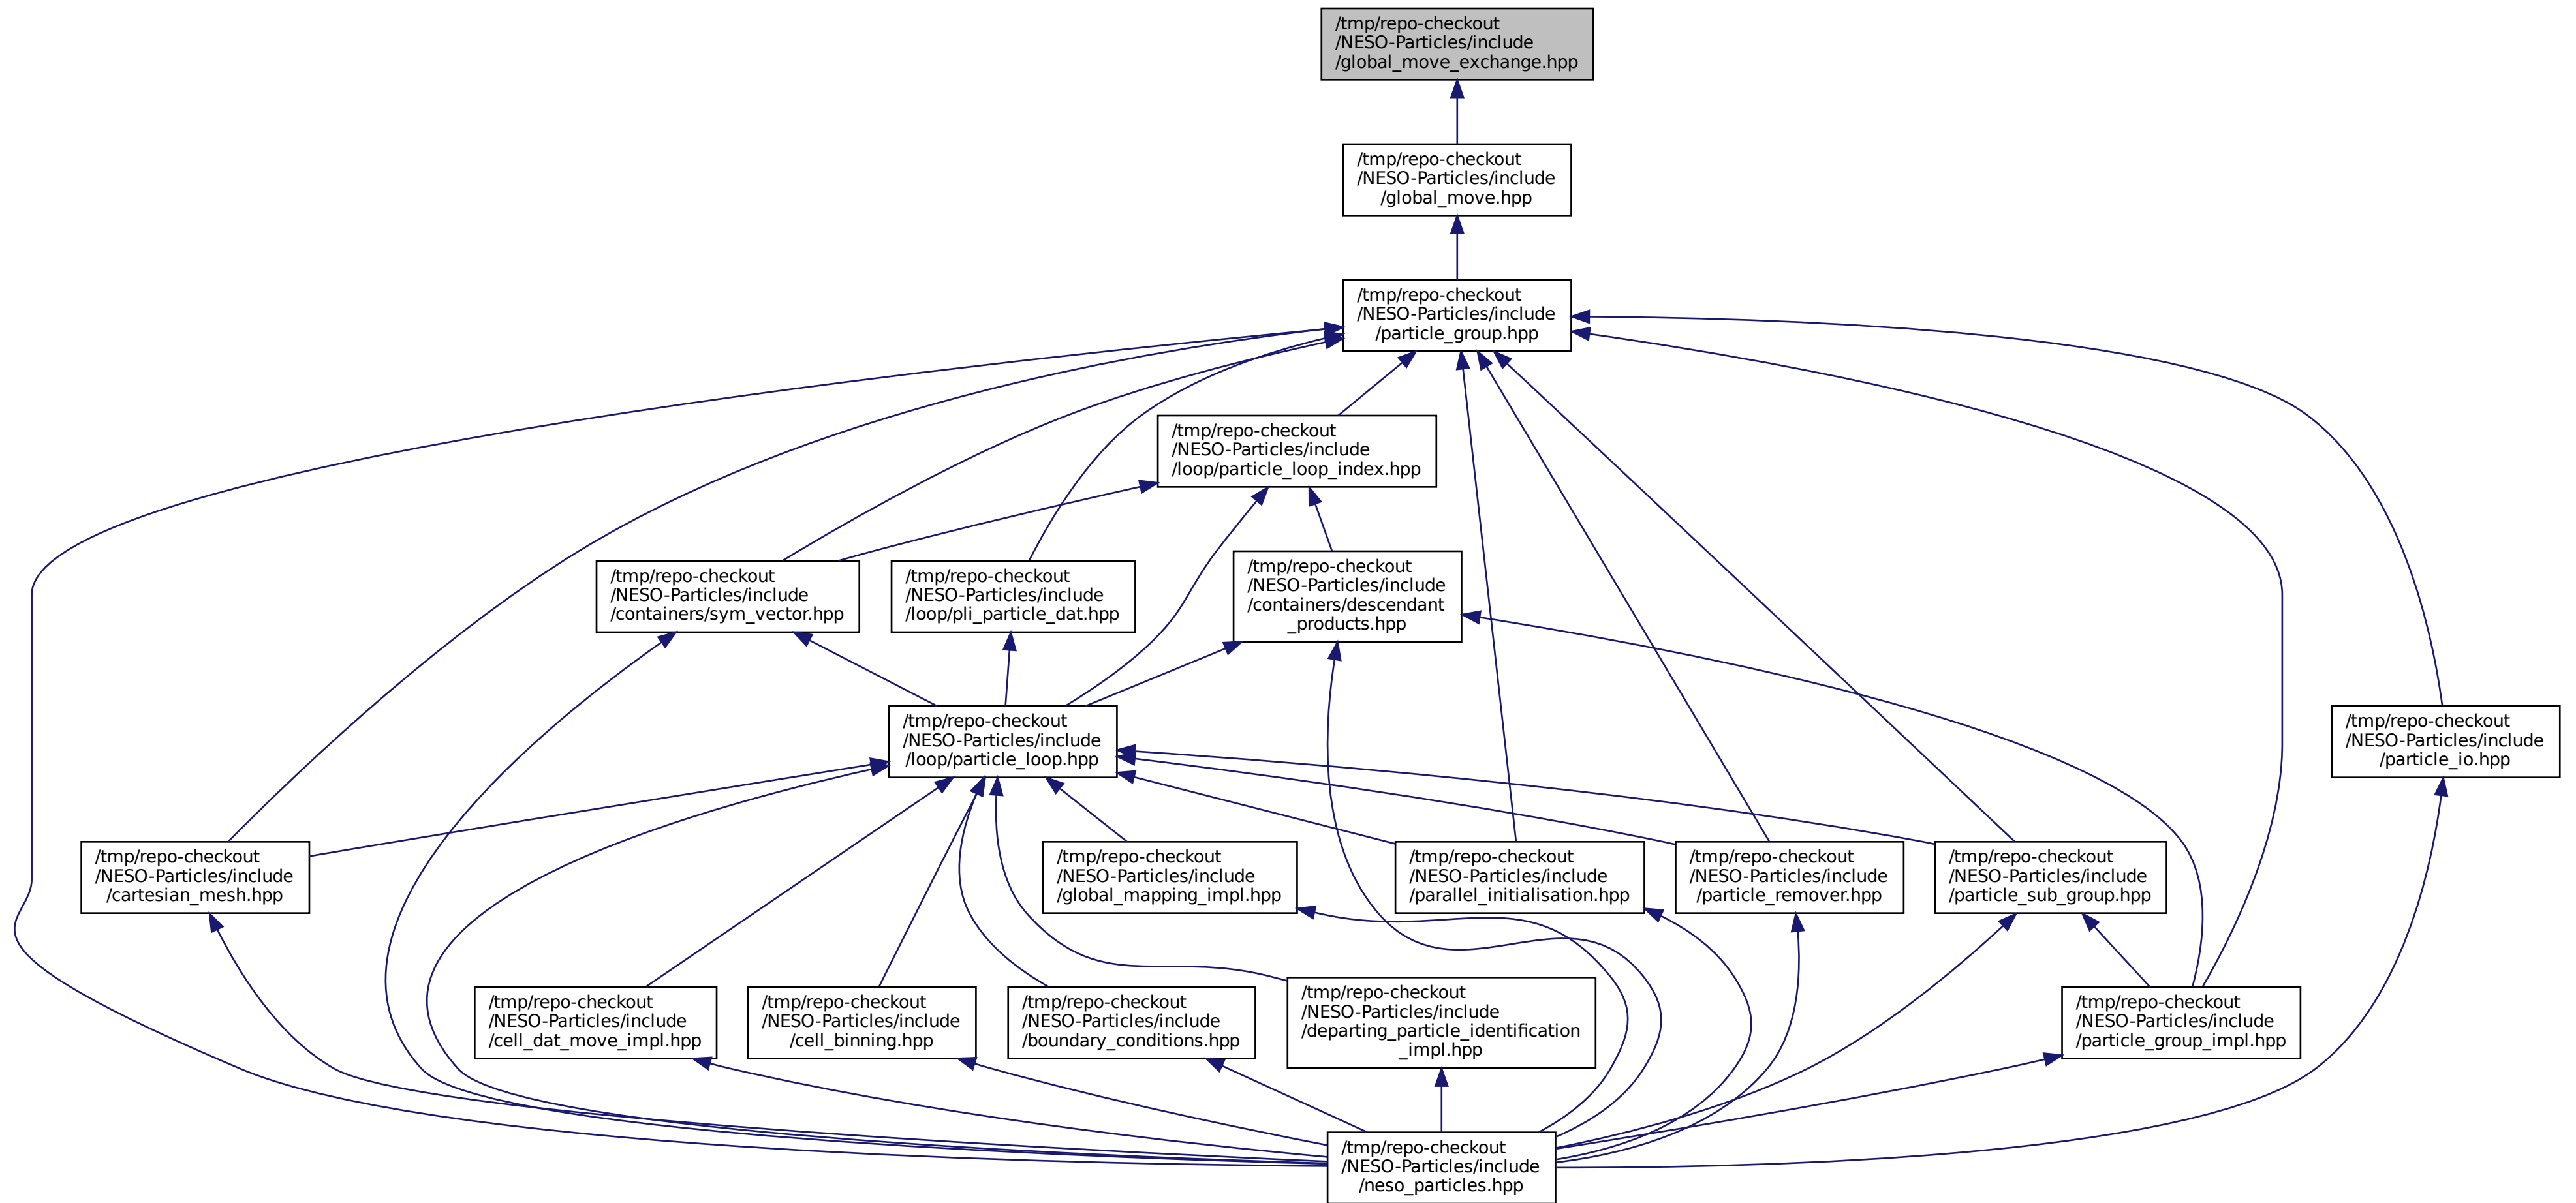 /tmp/repo-checkout
/NESO-Particles/include
/global_move_exchange.hpp
/tmp/repo-checkout
/NESO-Particles/include
/global_move.hpp
/tmp/repo-checkout
/NESO-Particles/include
/particle_group.hpp
/tmp/repo-checkout
/NESO-Particles/include
/loop/particle_loop_index.hpp
/tmp/repo-checkout
/NESO-Particles/include
/containers/sym_vector.hpp
/tmp/repo-checkout
/NESO-Particles/include
/loop/pli_particle_dat.hpp
/tmp/repo-checkout
/NESO-Particles/include
/containers/descendant
_products.hpp
/tmp/repo-checkout
/NESO-Particles/include
/loop/particle_loop.hpp
/tmp/repo-checkout
/NESO-Particles/include
/particle_io.hpp
/tmp/repo-checkout
/NESO-Particles/include
/cartesian_mesh.hpp
/tmp/repo-checkout
/NESO-Particles/include
/global_mapping_impl.hpp
/tmp/repo-checkout
/NESO-Particles/include
/parallel_initialisation.hpp
/tmp/repo-checkout
/NESO-Particles/include
/particle_remover.hpp
/tmp/repo-checkout
/NESO-Particles/include
/particle_sub_group.hpp
/tmp/repo-checkout
/NESO-Particles/include
/cell_dat_move_impl.hpp
/tmp/repo-checkout
/NESO-Particles/include
/cell_binning.hpp
/tmp/repo-checkout
/NESO-Particles/include
/boundary_conditions.hpp
/tmp/repo-checkout
/NESO-Particles/include
/departing_particle_identification
_impl.hpp
/tmp/repo-checkout
/NESO-Particles/include
/particle_group_impl.hpp
/tmp/repo-checkout
/NESO-Particles/include
/neso_particles.hpp